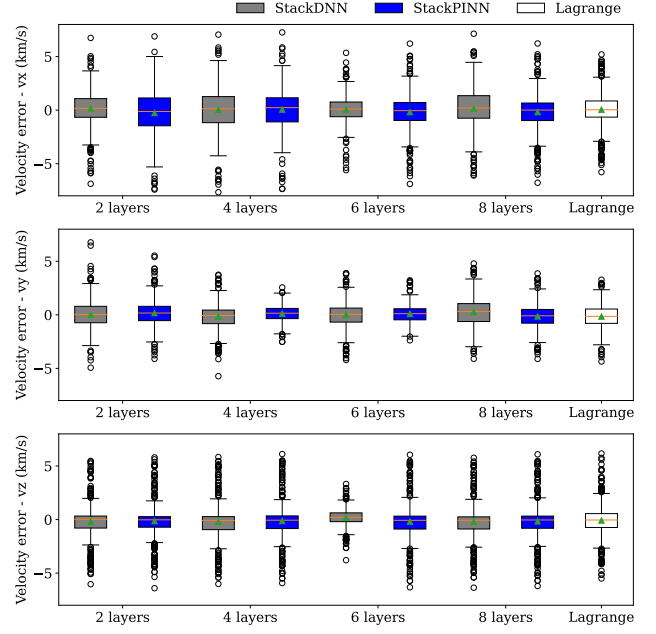 StackDNN StackPINN Lagrange
Velocity error - vx (km/s)
5
0
−5
2 layers 4 layers 6 layers 8 layers Lagrange
Velocity error - vy (km/s)
5
0
−5
2 layers 4 layers 6 layers 8 layers Lagrange
Velocity error - vz (km/s)
5
0
−5
2 layers 4 layers 6 layers 8 layers Lagrange